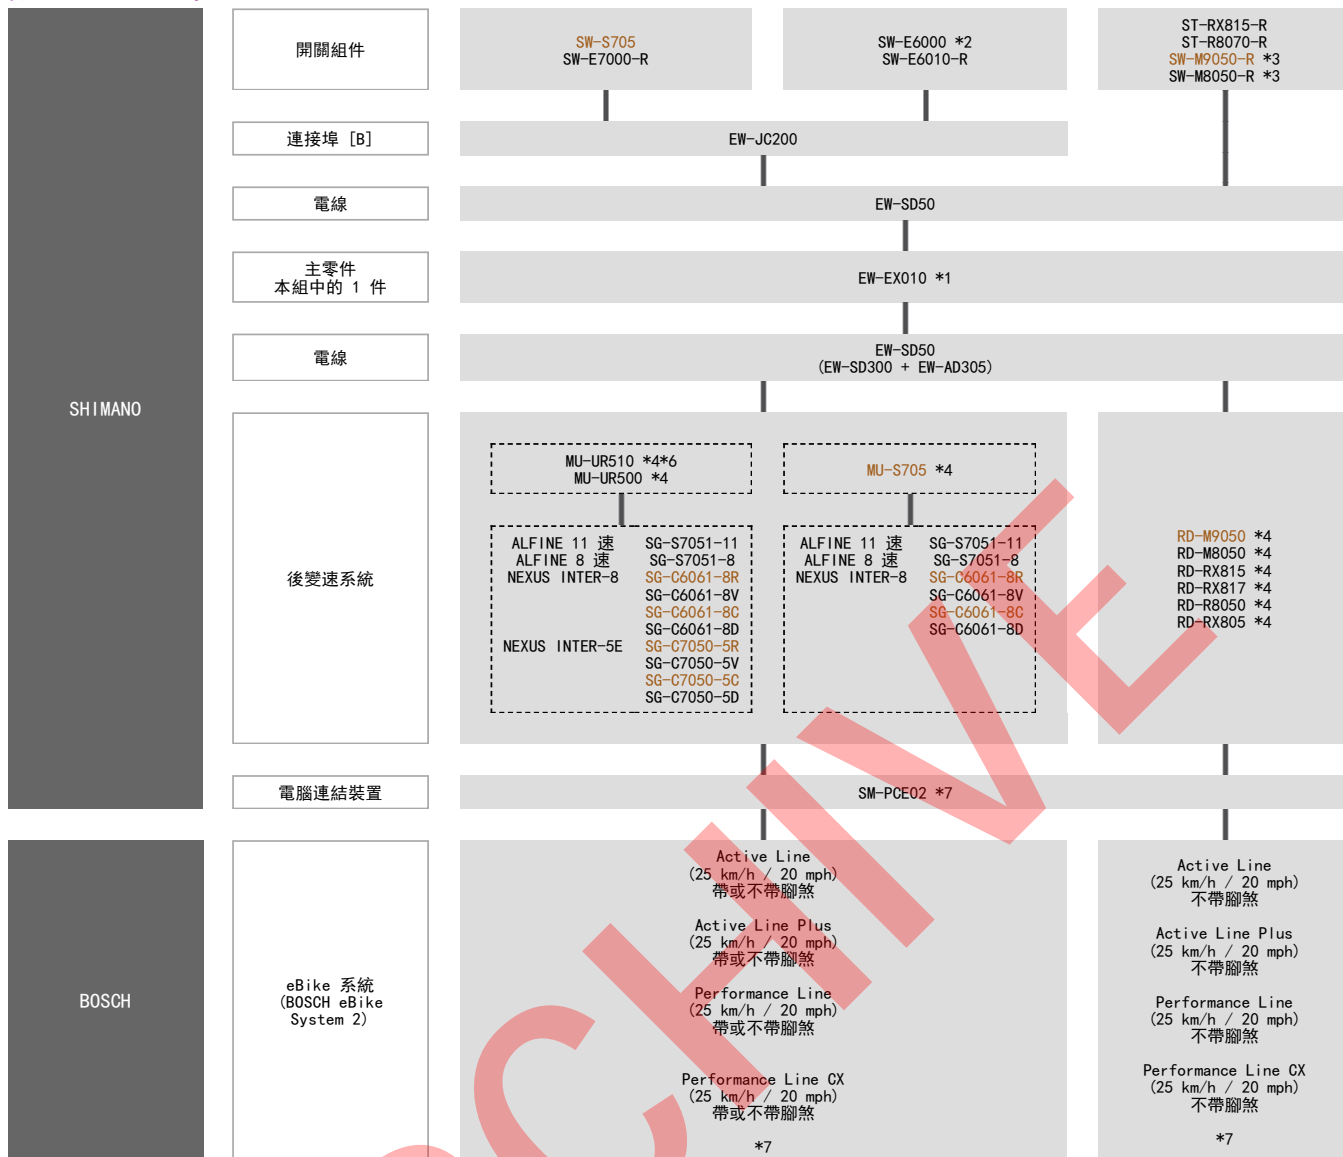 開關組件
SW-S705
SW-E7000-R
SW-E6000 *2
SW-E6010-R
ST-RX815-R
ST-R8070-R
SW-M9050-R *3
SW-M8050-R *3
連接埠 [B]
EW-JC200
電線
EW-SD50
主零件
本組中的 1 件
EW-EX010 *1
電線
EW-SD50
(EW-SD300 + EW-AD305)
SHIMANO
後變速系統
MU-UR510 *4*6
MU-UR500 *4
ALFINE 11 速 SG-S7051-11
ALFINE 8 速 SG-S7051-8
NEXUS INTER-8 SG-C6061-8R
SG-C6061-8V
SG-C6061-8C
SG-C6061-8D
NEXUS INTER-5E SG-C7050-5R
SG-C7050-5V
SG-C7050-5C
SG-C7050-5D
MU-S705 *4
ALFINE 11 速 SG-S7051-11
ALFINE 8 速 SG-S7051-8
NEXUS INTER-8 SG-C6061-8R
SG-C6061-8V
SG-C6061-8C
SG-C6061-8D
RD-M9050 *4
RD-M8050 *4
RD-RX815 *4
RD-RX817 *4
RD-R8050 *4
RD-RX805 *4
電腦連結裝置
SM-PCE02 *7
BOSCH
eBike 系統
(BOSCH eBike
System 2)
Active Line
(25 km/h / 20 mph)
帶或不帶腳煞
Active Line Plus
(25 km/h / 20 mph)
帶或不帶腳煞
Performance Line
(25 km/h / 20 mph)
帶或不帶腳煞
Performance Line CX
(25 km/h / 20 mph)
帶或不帶腳煞
*7
Active Line
(25 km/h / 20 mph)
不帶腳煞
Active Line Plus
(25 km/h / 20 mph)
不帶腳煞
Performance Line
(25 km/h / 20 mph)
不帶腳煞
Performance Line CX
(25 km/h / 20 mph)
不帶腳煞
*7
CHIVE